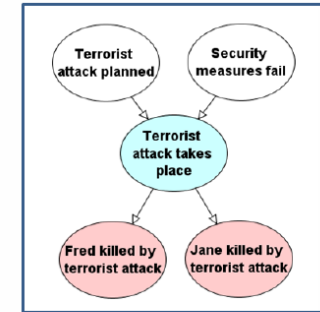 Terrorist
attack planned
Security
measures fail
Terrorist
attack takes
place
Fred killed by
terrorist attack
Jane killed by
terrorist attack